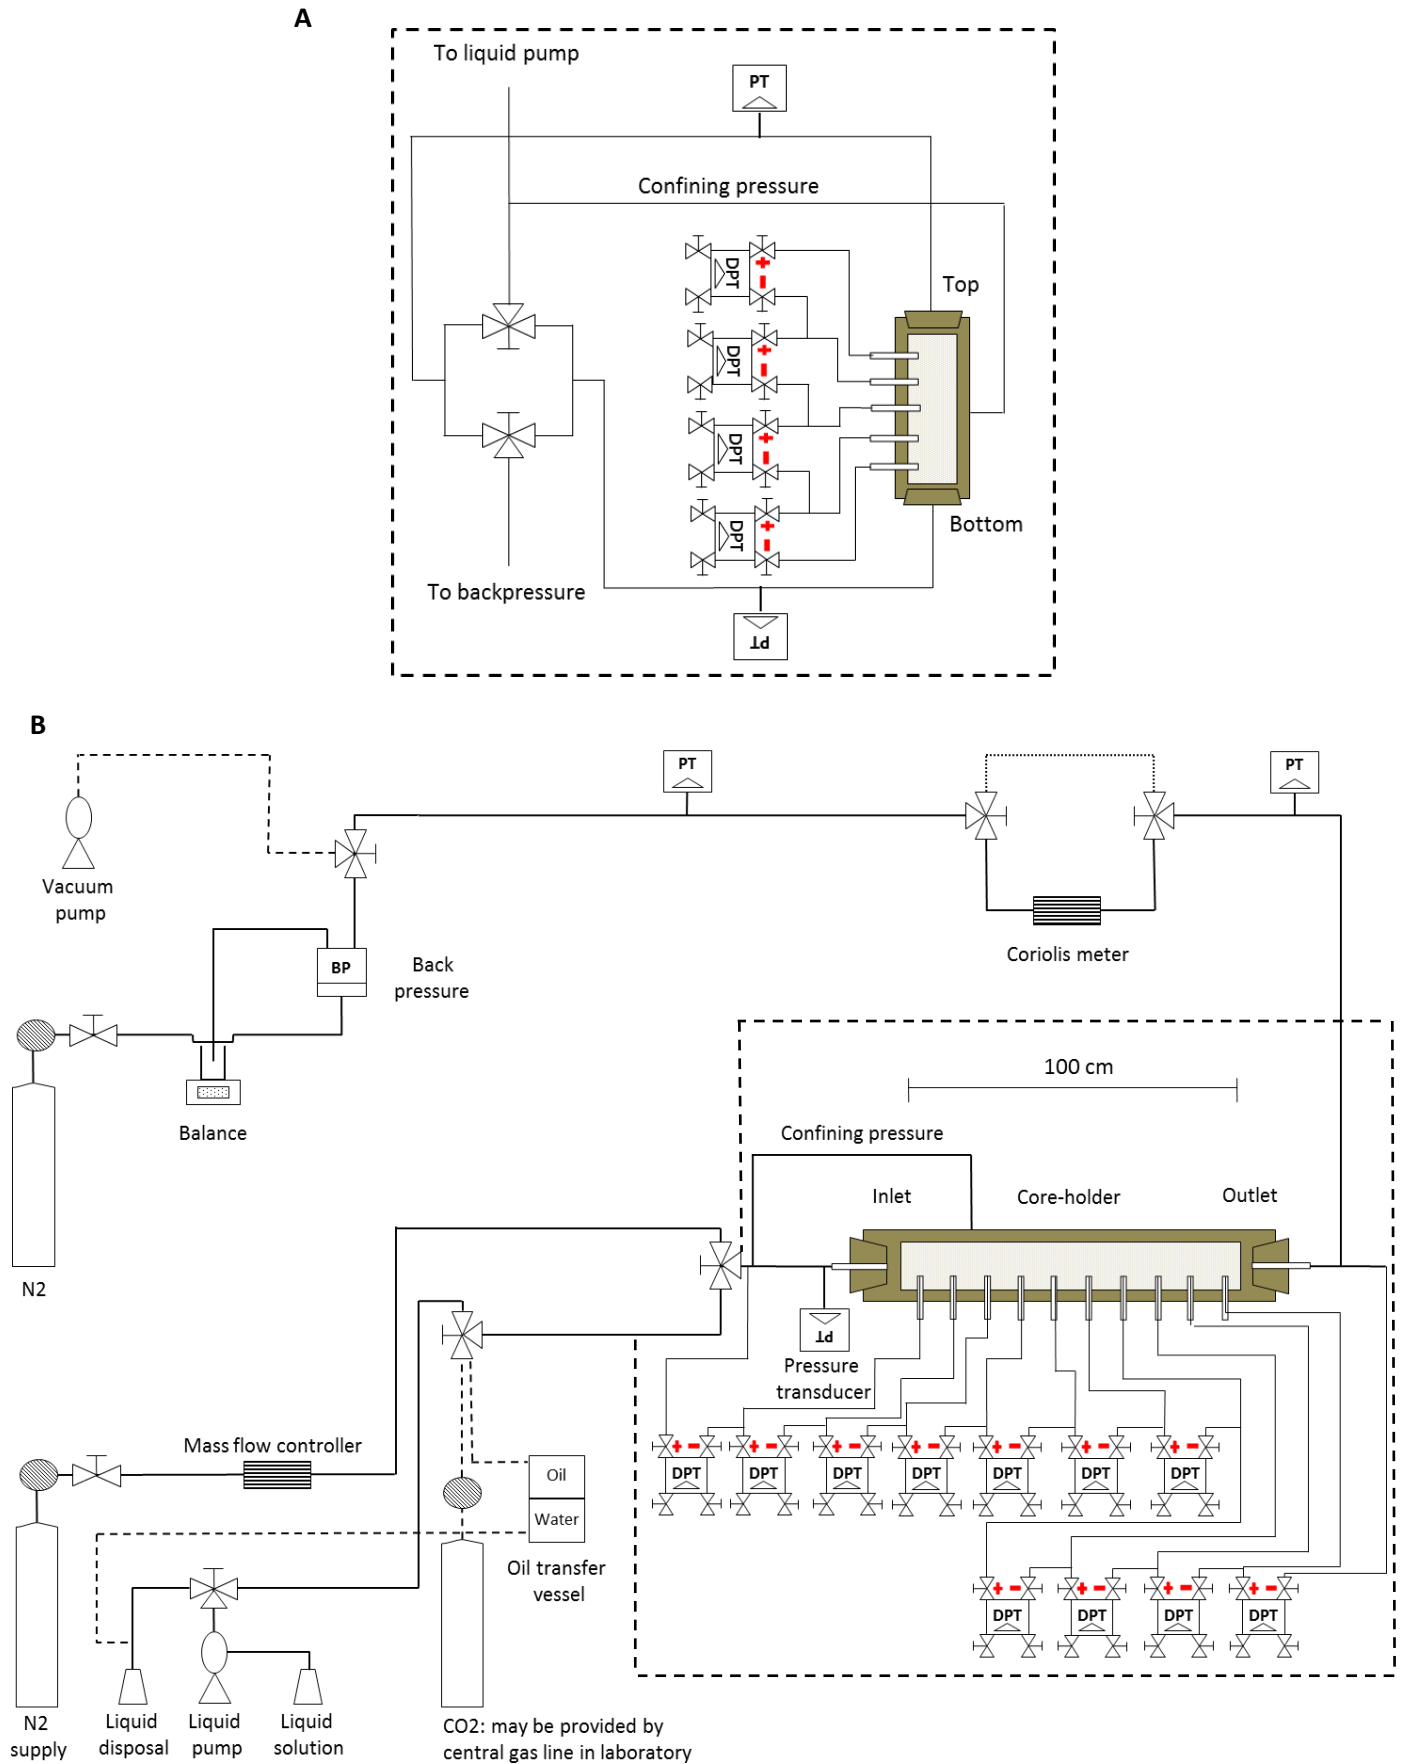 A
To liquid pump
PT
Confining pressure
DPT
+
-
Top
DPT
+
-
DPT
+
-
DPT
+
-
Bottom
To backpressure
PT
B
PT
PT
Vacuum
pump
Coriolis meter
BP
Back
pressure
100 cm
Balance
Confining pressure
Inlet
Core-holder
Outlet
N2
PT
Pressure
transducer
Mass flow controller
+ -
+ -
+ -
+ -
+ -
+ -
+ -
DPT
DPT
DPT
DPT
DPT
DPT
DPT
Oil
Water
Oil transfer
vessel
+ -
+ -
+ -
+ -
DPT
DPT
DPT
DPT
N2
supply
Liquid
disposal
Liquid
pump
Liquid
solution
CO2: may be provided by
central gas line in laboratory